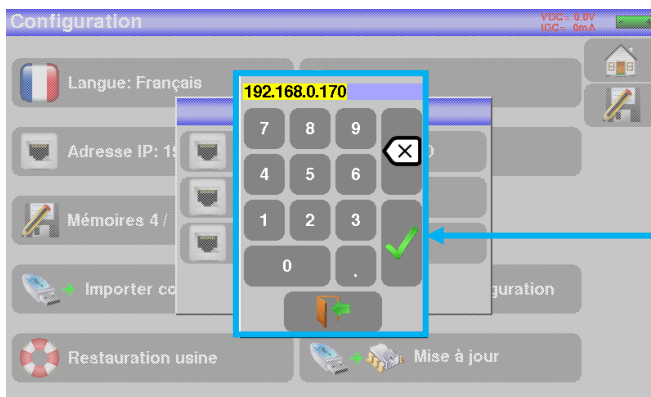 Configuration
VDC= 0.0V
IDC= 0mA
Langue: Français
192.168.0.170
7 8 9
Adresse IP: 19
0
4 5 6
Mémoires 4 /
1 2 3
0 .
Importer co
guration
Restauration usine
Mise à jour